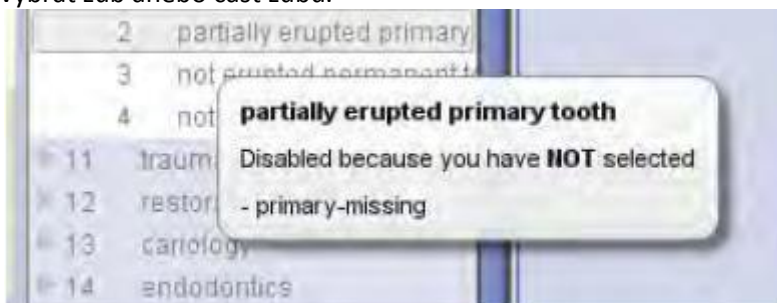 vybrat zub anebo část zubu.
2 partially erupted primary
3 not erupted permanent
4 not
partially erupted primary tooth
Disabled because you have NOT selected
- primary-missing
11 trauma
12 restor
13 cariology
14 endodontics